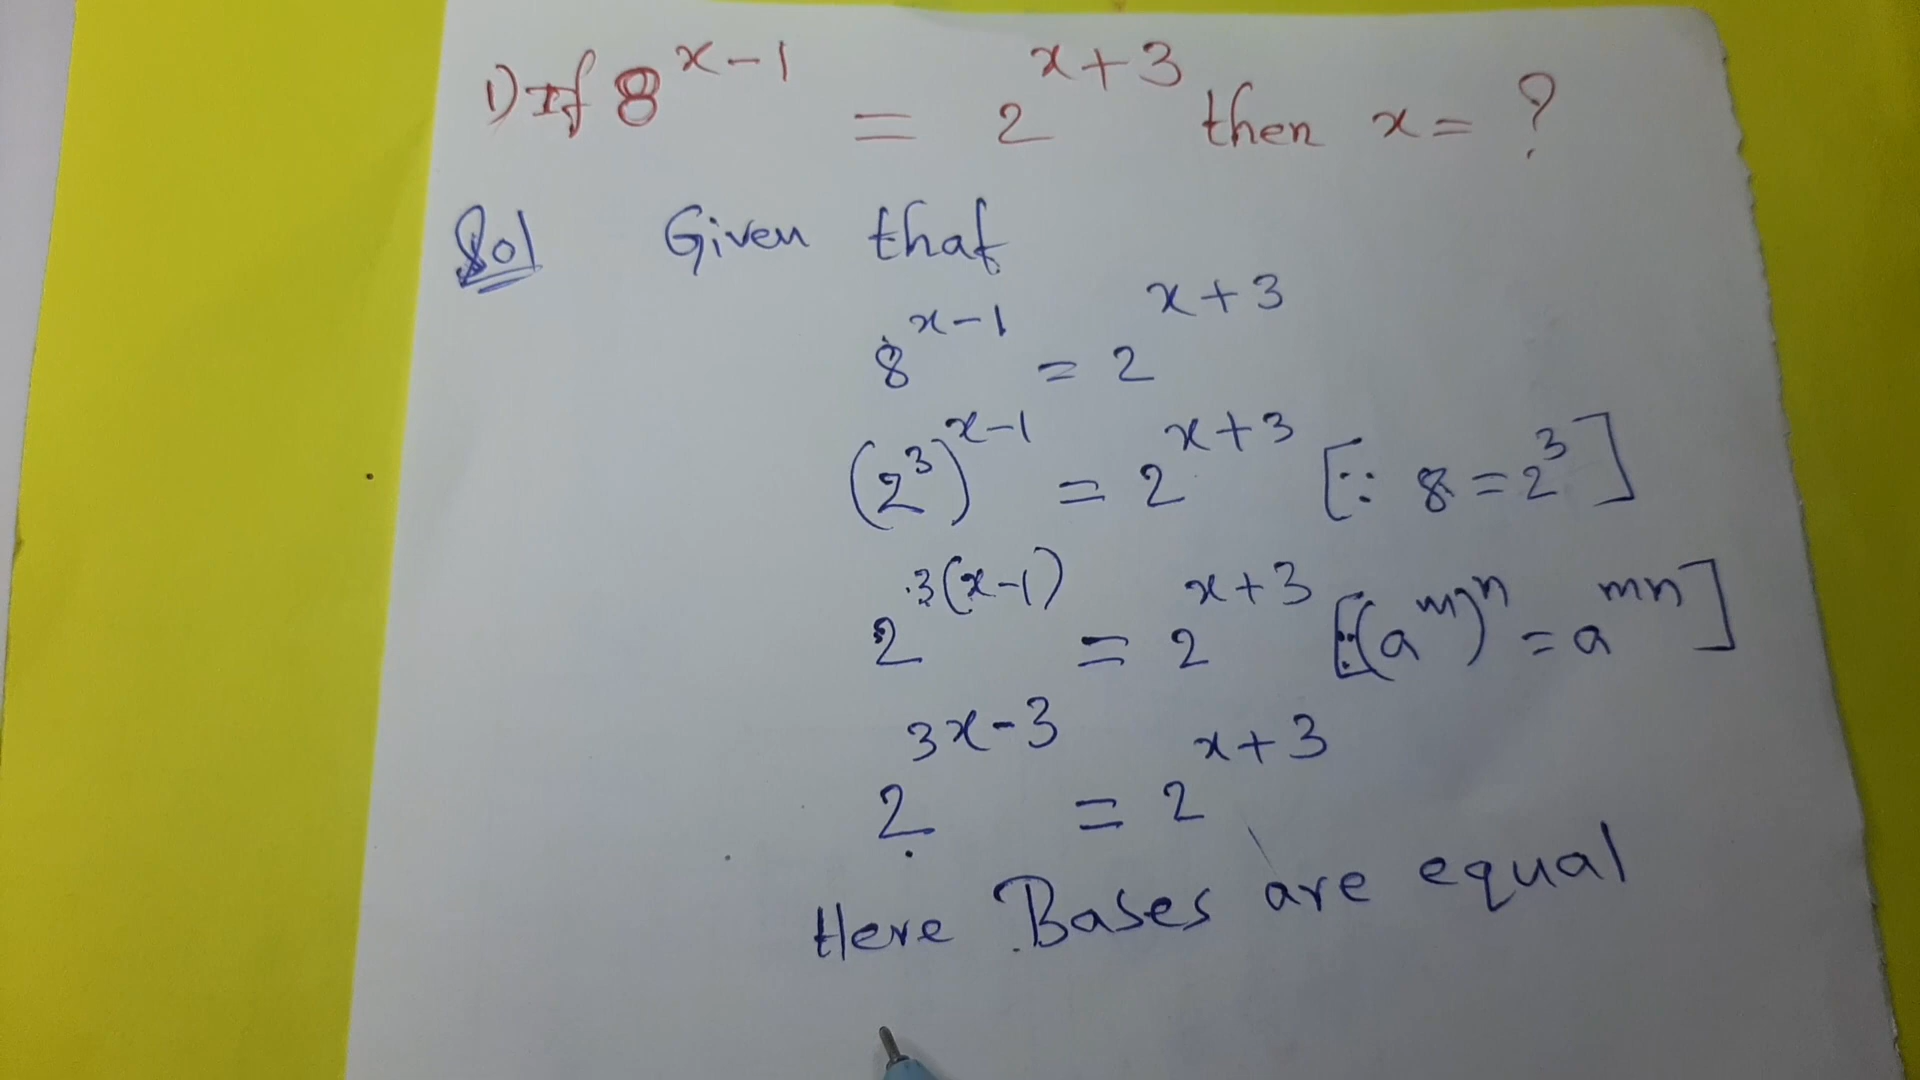 1) If 8^{x-1} = 2^{x+3} then x = ?
Sol Given that
8^{x-1} = 2^{x+3}
(2^3)^{x-1} = 2^{x+3} [∵ 8 = 2^3]
2^{3(x-1)} = 2^{x+3} [∵ (a^m)^n = a^{mn}]
2^{3x-3} = 2^{x+3}
Here Bases are equal